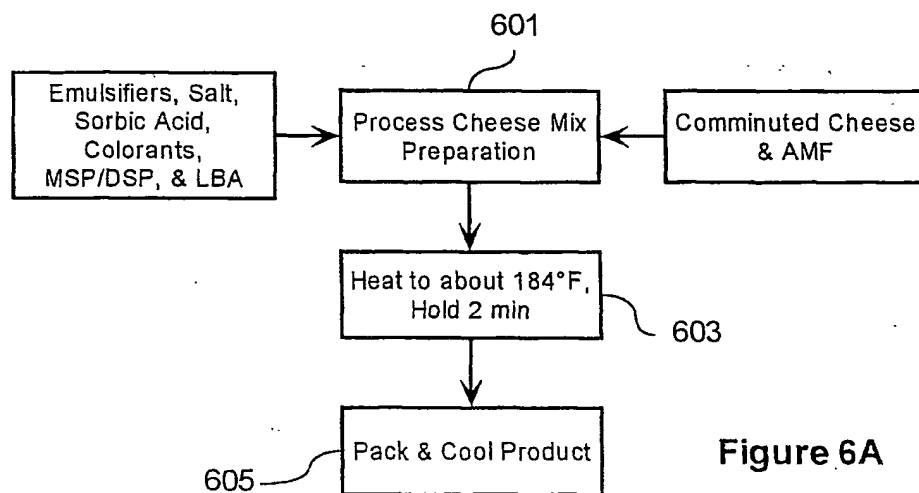 601
Emulsifiers, Salt,
Sorbic Acid,
Colorants,
MSP/DSP, & LBA
Process Cheese Mix
Preparation
Comminuted Cheese
& AMF
Heat to about 184°F,
Hold 2 min
603
Pack & Cool Product
605
Figure 6A